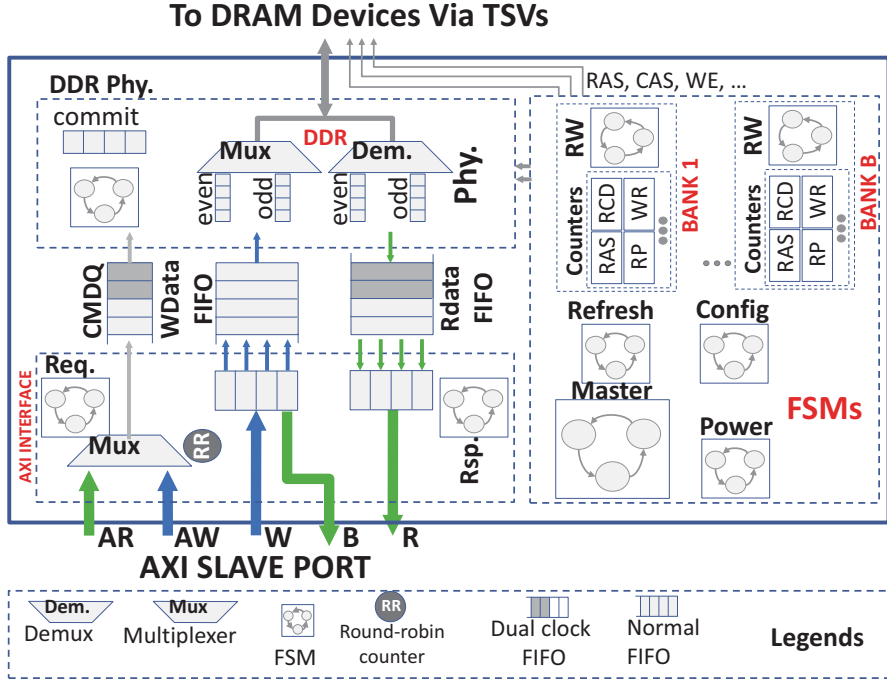 To DRAM Devices Via TSVs
RAS, CAS, WE, ...
DDR Phy.
commit
DDR
Mux
Dem.
Phy.
even
odd
even
odd
RW
BANK 1
Counters
RCD
WR
RAS
RP
RW
BANK B
Counters
RCD
WR
RAS
RP
CMDQ
WData
FIFO
Rdata
FIFO
Refresh
Config
Master
FSMs
Power
AXI INTERFACE
Req.
Mux
RR
Rsp.
AR
AW
W
B
R
AXI SLAVE PORT
Dem.
Demux
Mux
Multiplexer
FSM
RR
Round-robin
counter
Dual clock
FIFO
Normal
FIFO
Legends